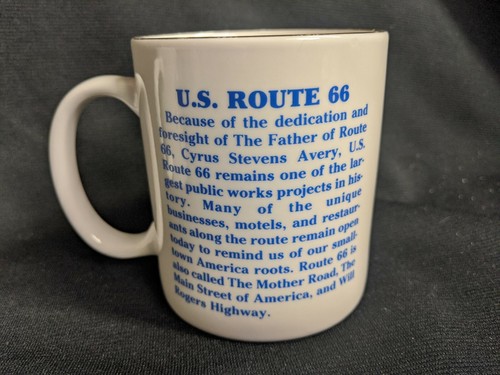 U.S. ROUTE 66
Because of the dedication and
foresight of The Father of Route
66, Cyrus Stevens Avery, U.S.
Route 66 remains one of the lar-
gest public works projects in his-
tory. Many of the unique
businesses, motels, and restaur-
ants along the route remain open
today to remind us of our small-
town America roots. Route 66 is
also called The Mother Road, The
Main Street of America, and Will
Rogers Highway.